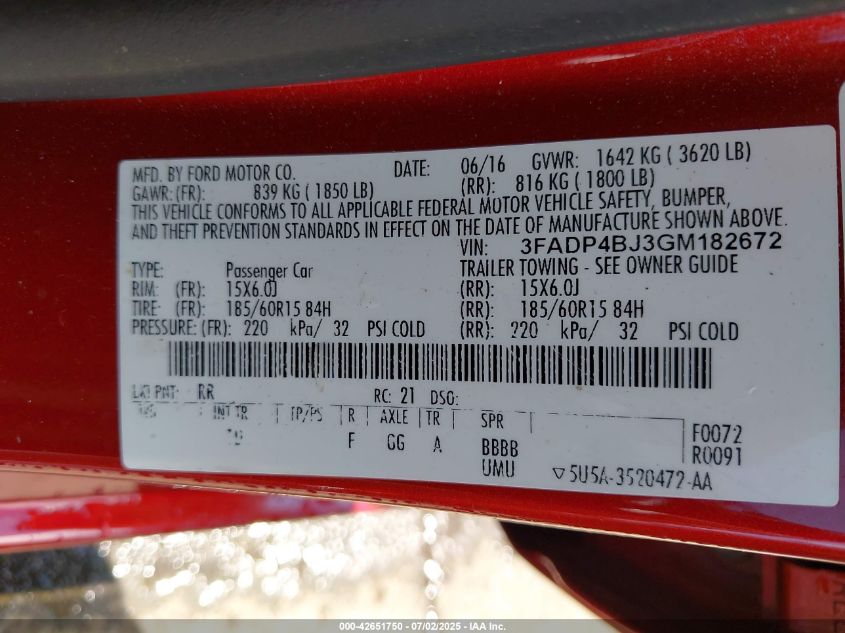 MFD. BY FORD MOTOR CO. DATE: 06/16 GVWR: 1642 KG ( 3620 LB)
GAWR: (FR): 839 KG ( 1850 LB) (RR): 816 KG ( 1800 LB)
THIS VEHICLE CONFORMS TO ALL APPLICABLE FEDERAL MOTOR VEHICLE SAFETY, BUMPER,
AND THEFT PREVENTION STANDARDS IN EFFECT ON THE DATE OF MANUFACTURE SHOWN ABOVE.
VIN: 3FADP4BJ3GM182672
TYPE: Passenger Car TRAILER TOWING - SEE OWNER GUIDE
RIM: (FR): 15X6.0J (RR): 15X6.0J
TIRE: (FR): 185/60R15 84H (RR): 185/60R15 84H
PRESSURE: (FR): 220 kPa/ 32 PSI COLD (RR): 220 kPa/ 32 PSI COLD
EXT PNT: RR RC: 21 DSO:
INT TR TP/PS R AXLE TR SPR
F GG A BBBB F0072
UMU R0091
▽5U5A-3520472-AA
000-42651750 - 07/02/2025 - IAA Inc.